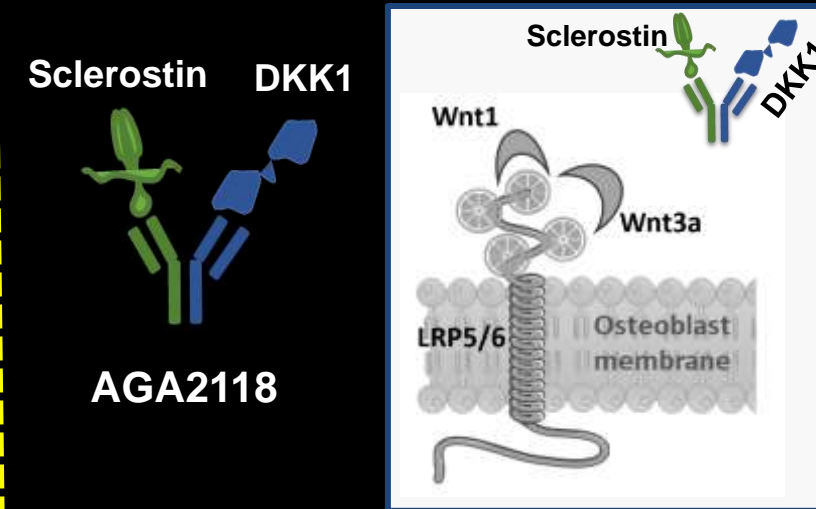 Sclerostin DKK1
AGA2118
Sclerostin
DKK1
Wnt1
Wnt3a
LRP5/6
Osteoblast
membrane